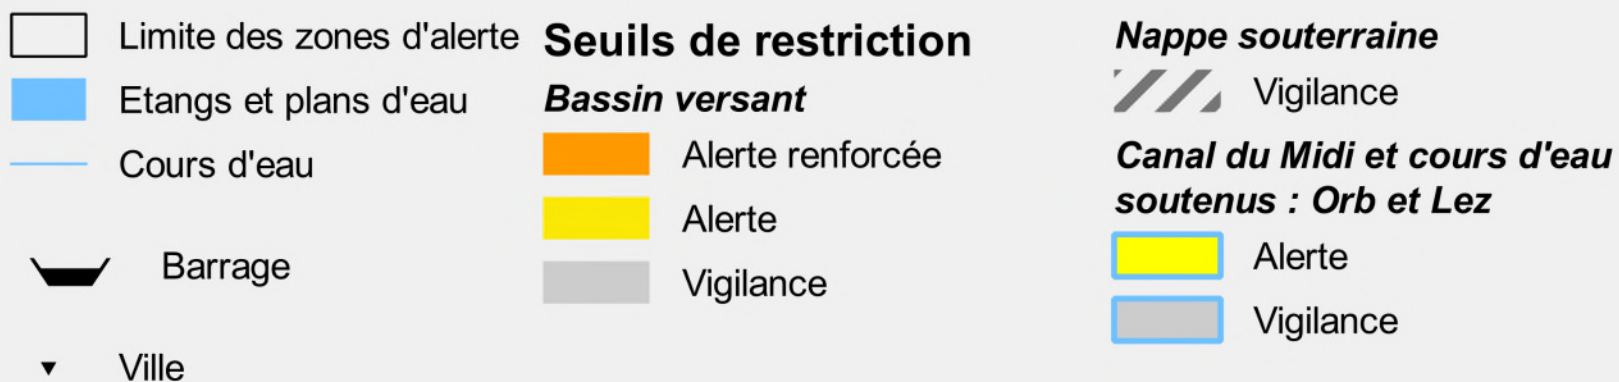 Limite des zones d'alerte
Etangs et plans d'eau
Cours d'eau
Barrage
Ville
Seuils de restriction
Bassin versant
Alerte renforcée
Alerte
Vigilance
Nappe souterraine
Vigilance
Canal du Midi et cours d'eau
soutenus : Orb et Lez
Alerte
Vigilance